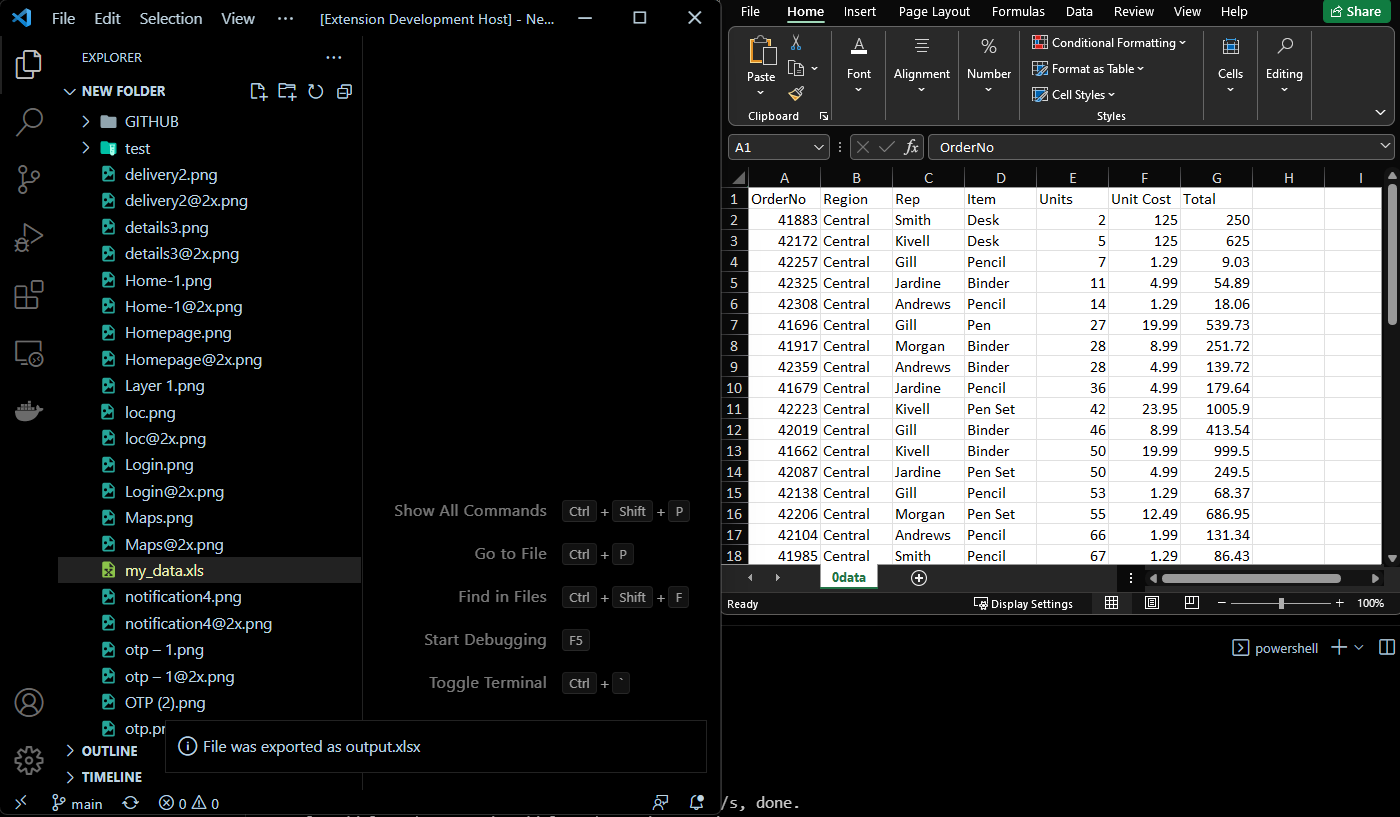 File Edit Selection View ··· [Extension Development Host] - Ne...
EXPLORER
NEW FOLDER
GITHUB
test
delivery2.png
delivery2@2x.png
details3.png
details3@2x.png
Home-1.png
Home-1@2x.png
Homepage.png
Homepage@2x.png
Layer 1.png
loc.png
loc@2x.png
Login.png
Login@2x.png
Maps.png
Maps@2x.png
my_data.xls
notification4.png
notification4@2x.png
otp – 1.png
otp – 1@2x.png
OTP (2).png
OUTLINE
TIMELINE
main 0 0
Show All Commands Ctrl + Shift + P
Go to File Ctrl + P
Find in Files Ctrl + Shift + F
Start Debugging F5
Toggle Terminal Ctrl + `
File was exported as output.xlsx
File Home Insert Page Layout Formulas Data Review View Help Share
Paste
Clipboard
Font
Alignment
Number
Conditional Formatting
Format as Table
Cell Styles
Styles
Cells
Editing
A1 fx OrderNo
A B C D E F G H I
1 OrderNo Region Rep Item Units Unit Cost Total
2 41883 Central Smith Desk 2 125 250
3 42172 Central Kivell Desk 5 125 625
4 42257 Central Gill Pencil 7 1.29 9.03
5 42325 Central Jardine Binder 11 4.99 54.89
6 42308 Central Andrews Pencil 14 1.29 18.06
7 41696 Central Gill Pen 27 19.99 539.73
8 41917 Central Morgan Binder 28 8.99 251.72
9 42359 Central Andrews Binder 28 4.99 139.72
10 41679 Central Jardine Pencil 36 4.99 179.64
11 42223 Central Kivell Pen Set 42 23.95 1005.9
12 42019 Central Gill Binder 46 8.99 413.54
13 41662 Central Kivell Binder 50 19.99 999.5
14 42087 Central Jardine Pen Set 50 4.99 249.5
15 42138 Central Gill Pencil 53 1.29 68.37
16 42206 Central Morgan Pen Set 55 12.49 686.95
17 42104 Central Andrews Pencil 66 1.99 131.34
18 41985 Central Smith Pencil 67 1.29 86.43
0data
Ready Display Settings 100%
powershell
/s, done.